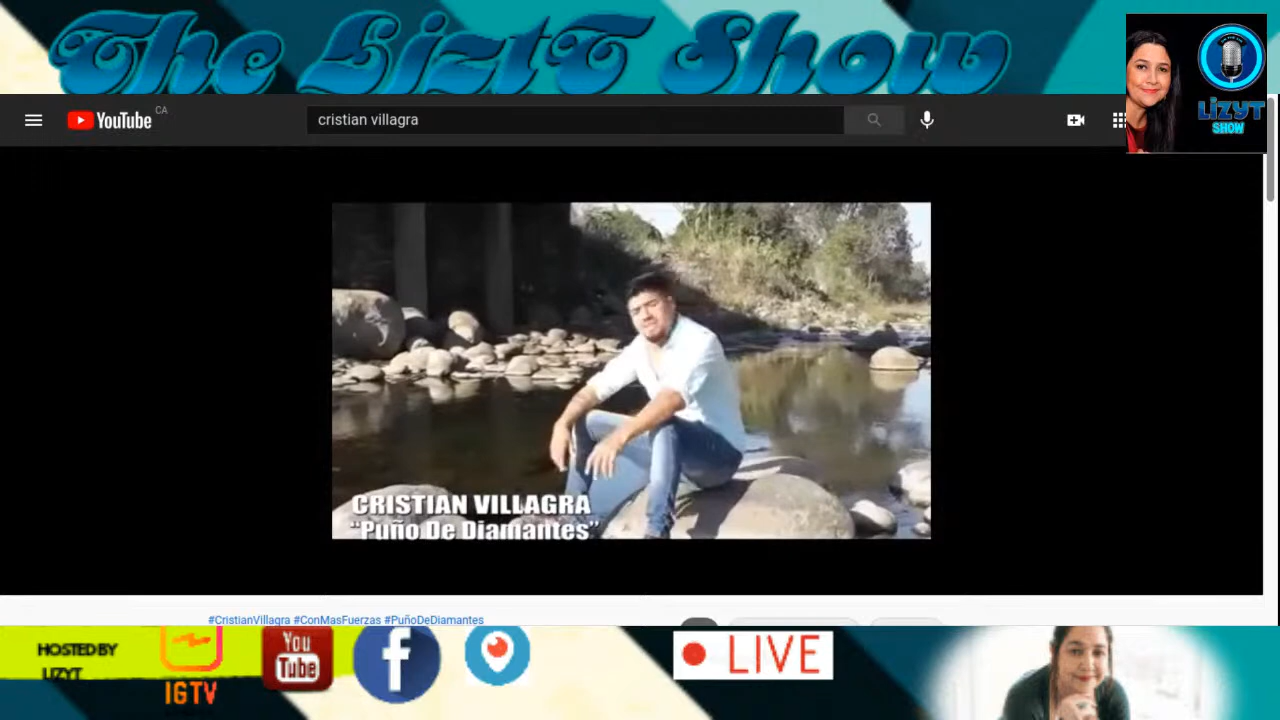 The LiztT Show
LiZYT
SHOW
YouTube
CA
cristian villagra
CRISTIAN VILLAGRA
“Puño De Diamantes”
#CristianVillagra #ConMasFuerzas #PuñoDeDiamantes
HOSTED BY
LIZYT
IGTV
You
Tube
f
LIVE